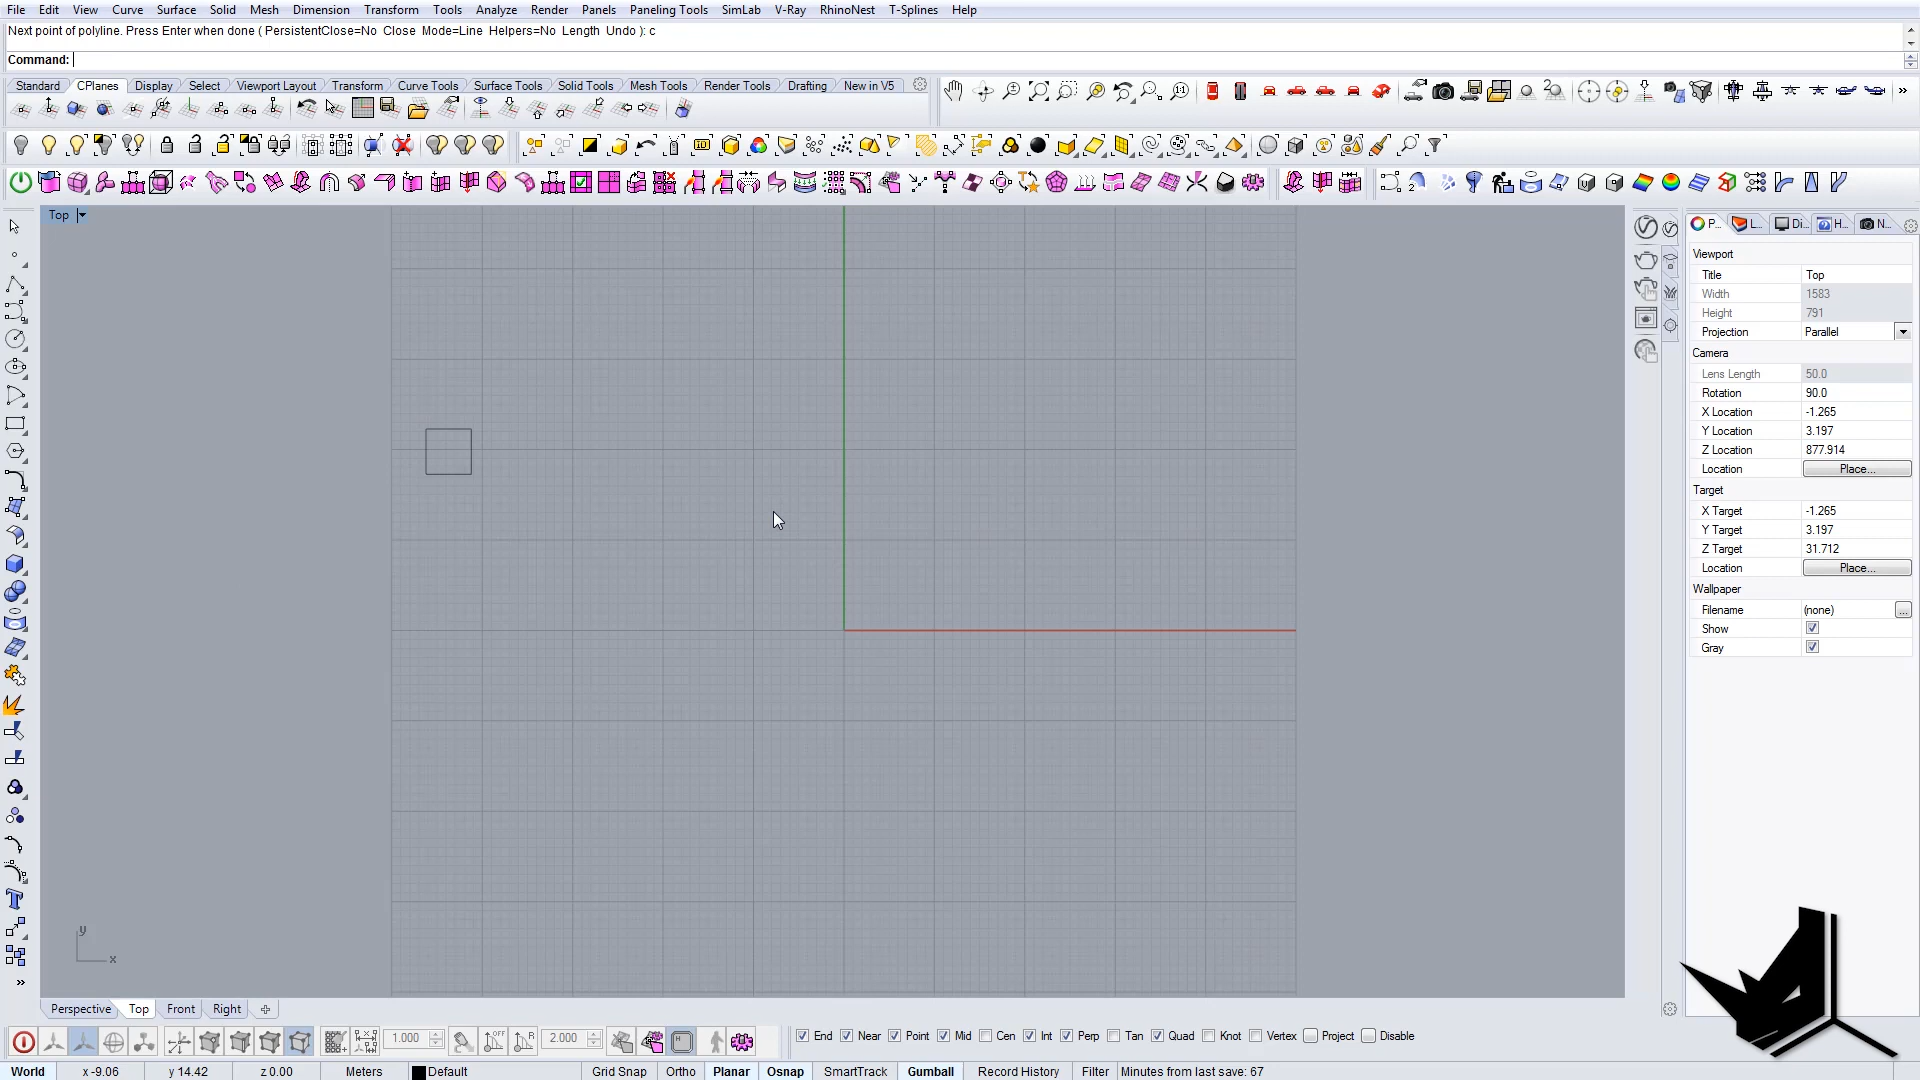 File Edit View Curve Surface Solid Mesh Dimension Transform Tools Analyze Render Panels Paneling Tools SimLab V-Ray RhinoNest T-Splines Help
Next point of polyline. Press Enter when done ( PersistentClose=No Close Mode=Line Helpers=No Length Undo ): c
Command:
Standard CPlanes Display Select Viewport Layout Transform Curve Tools Surface Tools Solid Tools Mesh Tools Render Tools Drafting New in V5
Top
P... L... Di... H... N...
Viewport
Title Top
Width 1583
Height 791
Projection Parallel
Camera
Lens Length 50.0
Rotation 90.0
X Location -1.265
Y Location 3.197
Z Location 877.914
Location Place...
Target
X Target -1.265
Y Target 3.197
Z Target 31.712
Location Place...
Wallpaper
Filename (none) ...
Show
Gray
y
x
Perspective Top Front Right
1.000 2.000 End Near Point Mid Cen Int Perp Tan Quad Knot Vertex Project Disable
World x -9.06 y 14.42 z 0.00 Meters Default Grid Snap Ortho Planar Osnap SmartTrack Gumball Record History Filter Minutes from last save: 67